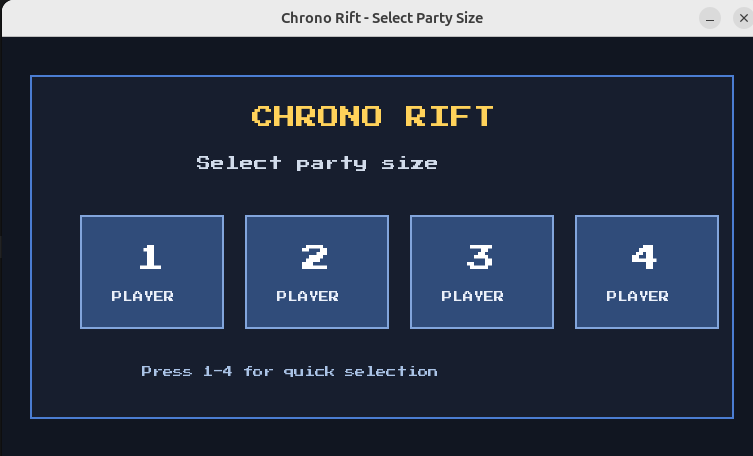 Chrono Rift - Select Party Size
CHRONO RIFT
Select party size
1 2 3 4
PLAYER PLAYER PLAYER PLAYER
Press 1-4 for quick selection